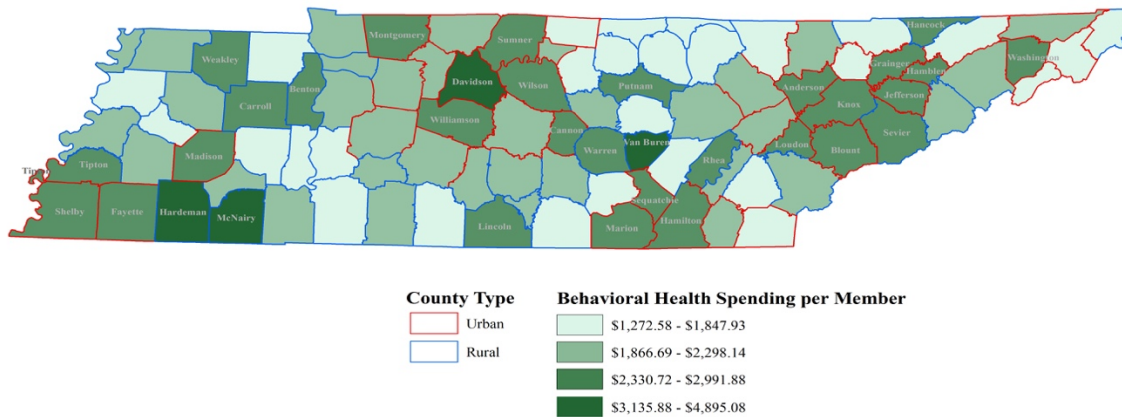 Hancock
Montgomery
Sumner
Weakley
Grainger
Hamblen
Washington
Davidson
Wilson
Putnam
Anderson
Benton
Carroll
Knox
Jefferson
Williamson
Cannon
Sevier
Warren
Van Buren
Loudon
Blount
Madison
Rhea
Tipton
Tipton
Sequatchie
Shelby
Fayette
Hardeman
McNairy
Lincoln
Marion
Hamilton
County Type
Urban
Rural
Behavioral Health Spending per Member
$1,272.58 - $1,847.93
$1,866.69 - $2,298.14
$2,330.72 - $2,991.88
$3,135.88 - $4,895.08